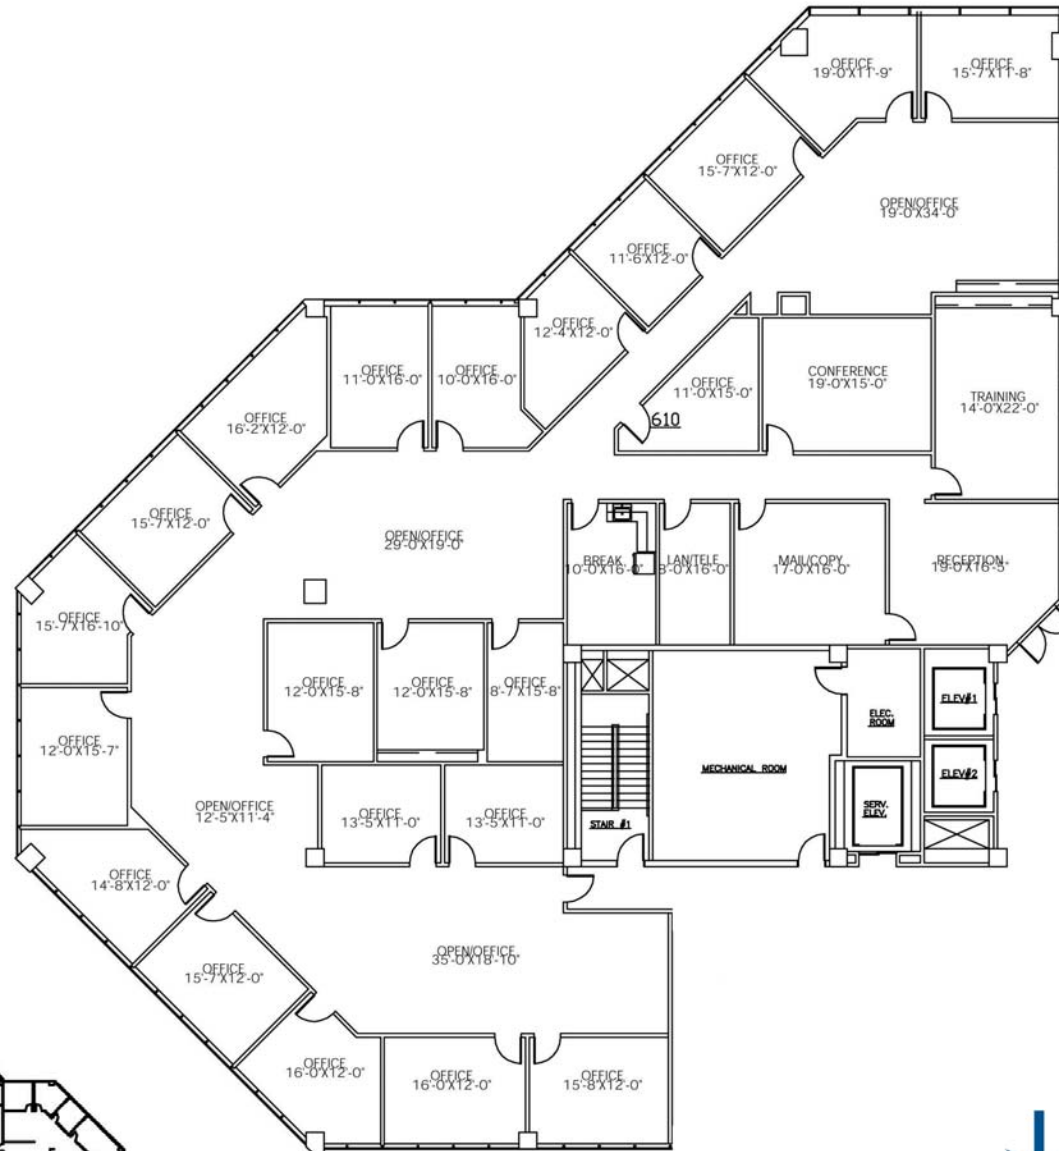 OFFICE
19'-0"X11'-9"
OFFICE
15'-7"X11'-8"
OFFICE
15'-7"X12'-0"
OPEN/OFFICE
19'-0"X34'-0"
OFFICE
11'-6"X12'-0"
OFFICE
12'-4"X12'-0"
OFFICE
11'-0"X16'-0"
OFFICE
10'-0"X16'-0"
OFFICE
11'-0"X15'-0"
CONFERENCE
19'-0"X15'-0"
TRAINING
14'-0"X22'-0"
610
OFFICE
16'-2"X12'-0"
OFFICE
15'-7"X12'-0"
OPEN/OFFICE
29'-0"X19'-0"
BREAK
10'-0"X16'-0"
LAN/TELE
8'-0"X16'-0"
MAIL/COPY
17'-0"X16'-0"
RECEPTION
19'-0"X16'-5"
OFFICE
15'-7"X16'-10"
OFFICE
12'-0"X15'-8"
OFFICE
12'-0"X15'-8"
OFFICE
8'-7"X15'-8"
OFFICE
12'-0"X15'-7"
ELEC.
ROOM
ELEV#1
MECHANICAL ROOM
ELEV#2
SERV.
ELEV.
STAIR #1
OPEN/OFFICE
12'-5"X11'-4"
OFFICE
13'-5"X11'-0"
OFFICE
13'-5"X11'-0"
OFFICE
14'-8"X12'-0"
OFFICE
15'-7"X12'-0"
OPEN/OFFICE
35'-0"X18'-10"
OFFICE
16'-0"X12'-0"
OFFICE
16'-0"X12'-0"
OFFICE
15'-8"X12'-0"